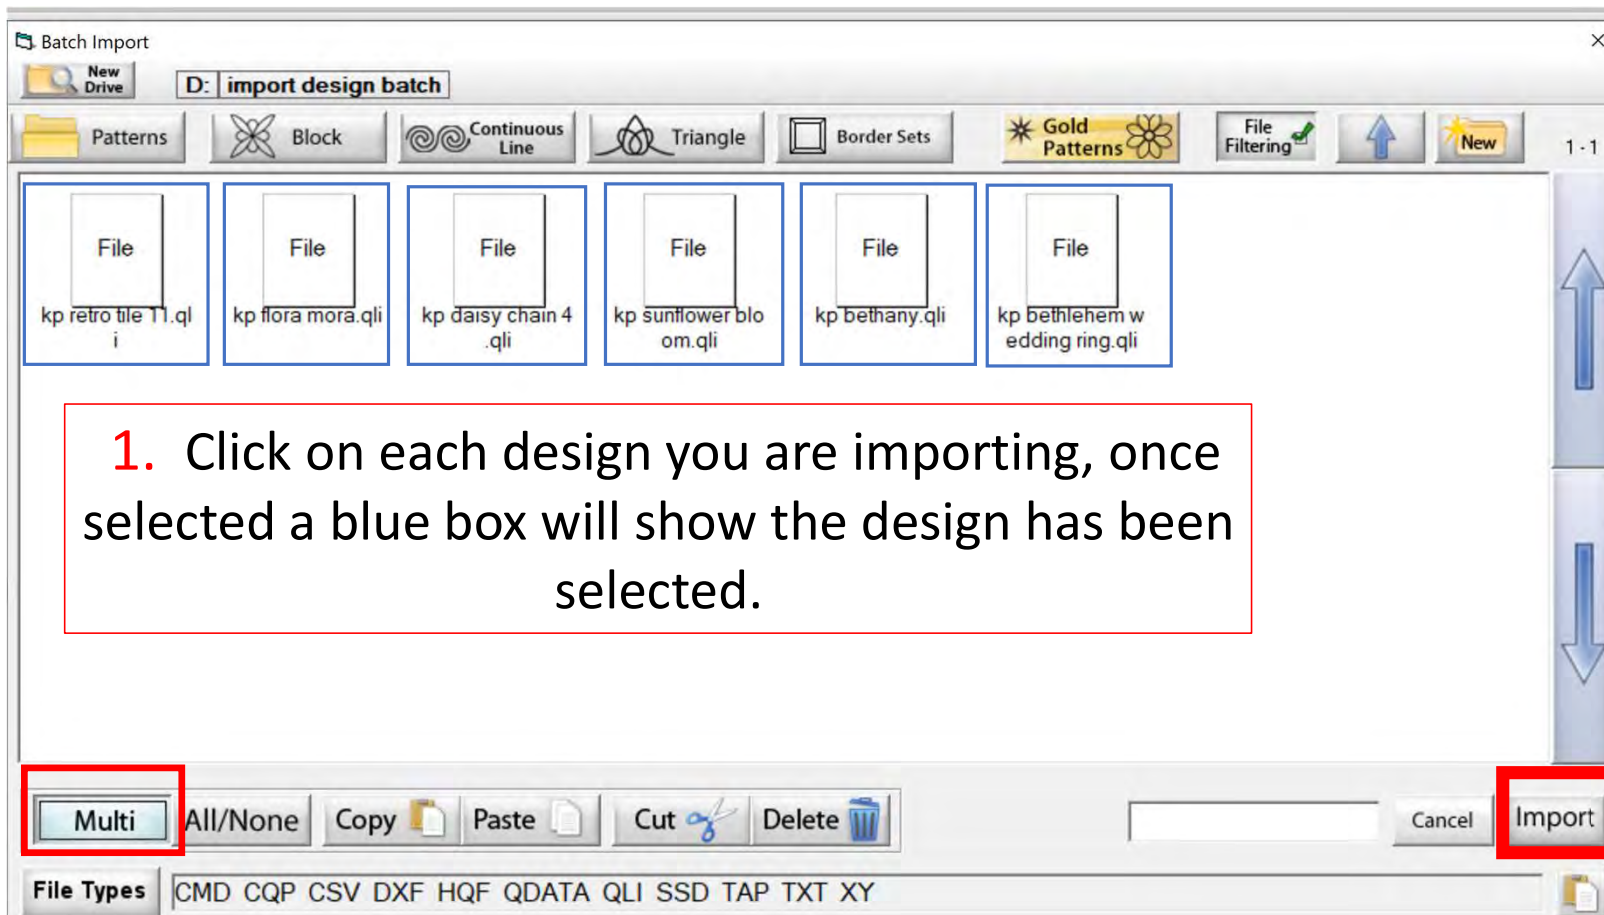 Batch Import
New Drive
D: import design batch
Patterns
Block
Continuous Line
Triangle
Border Sets
Gold Patterns
File Filtering
New
1 - 1
File
kp retro tile 11.ql
i
File
kp flora mora.qli
File
kp daisy chain 4
.qli
File
kp sunflower blo
om.qli
File
kp bethany.qli
File
kp bethlehem w
edding ring.qli
1. Click on each design you are importing, once
selected a blue box will show the design has been
selected.
Multi
All/None
Copy
Paste
Cut
Delete
Cancel
Import
File Types
CMD CQP CSV DXF HQF QDATA QLI SSD TAP TXT XY